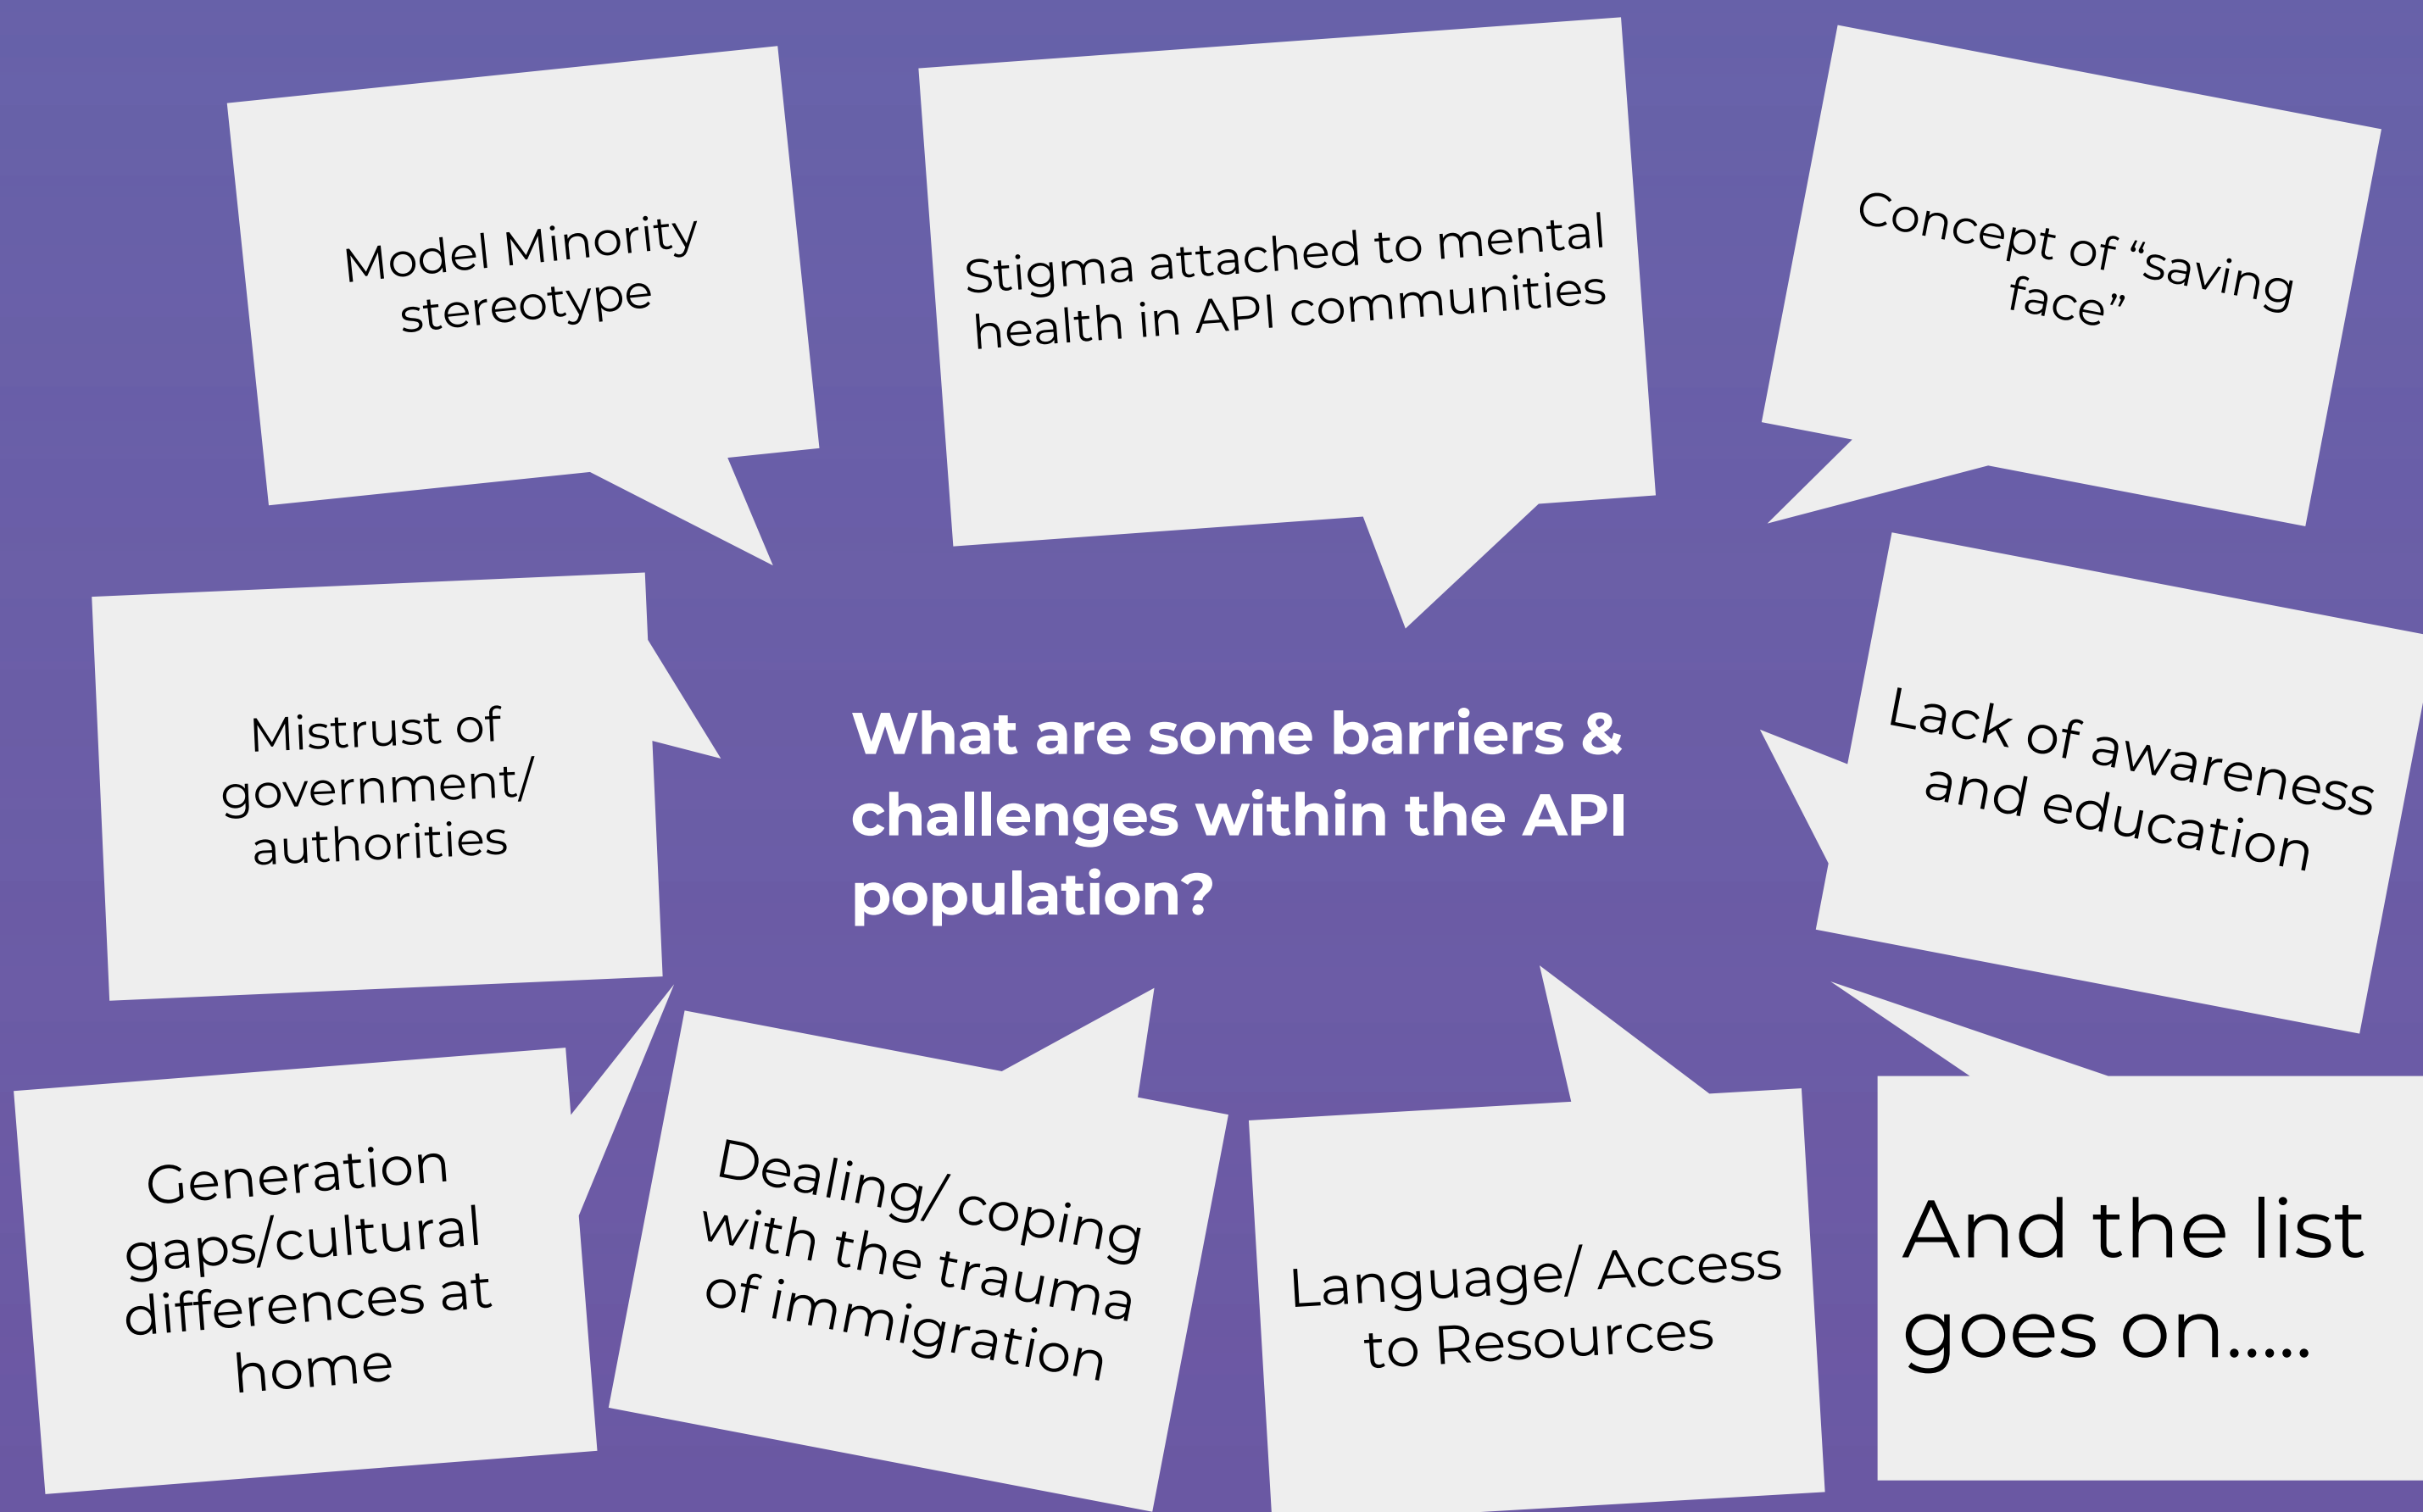 Model Minority
stereotype
Stigma attached to mental
health in API communities
Concept of “saving
face”
Mistrust of
government/
authorities
What are some barriers &
challenges within the API
population?
Lack of awareness
and education
Generation
gaps/cultural
differences at
home
Dealing/ coping
with the trauma
of immigration
Language/ Access
to Resources
And the list
goes on.....